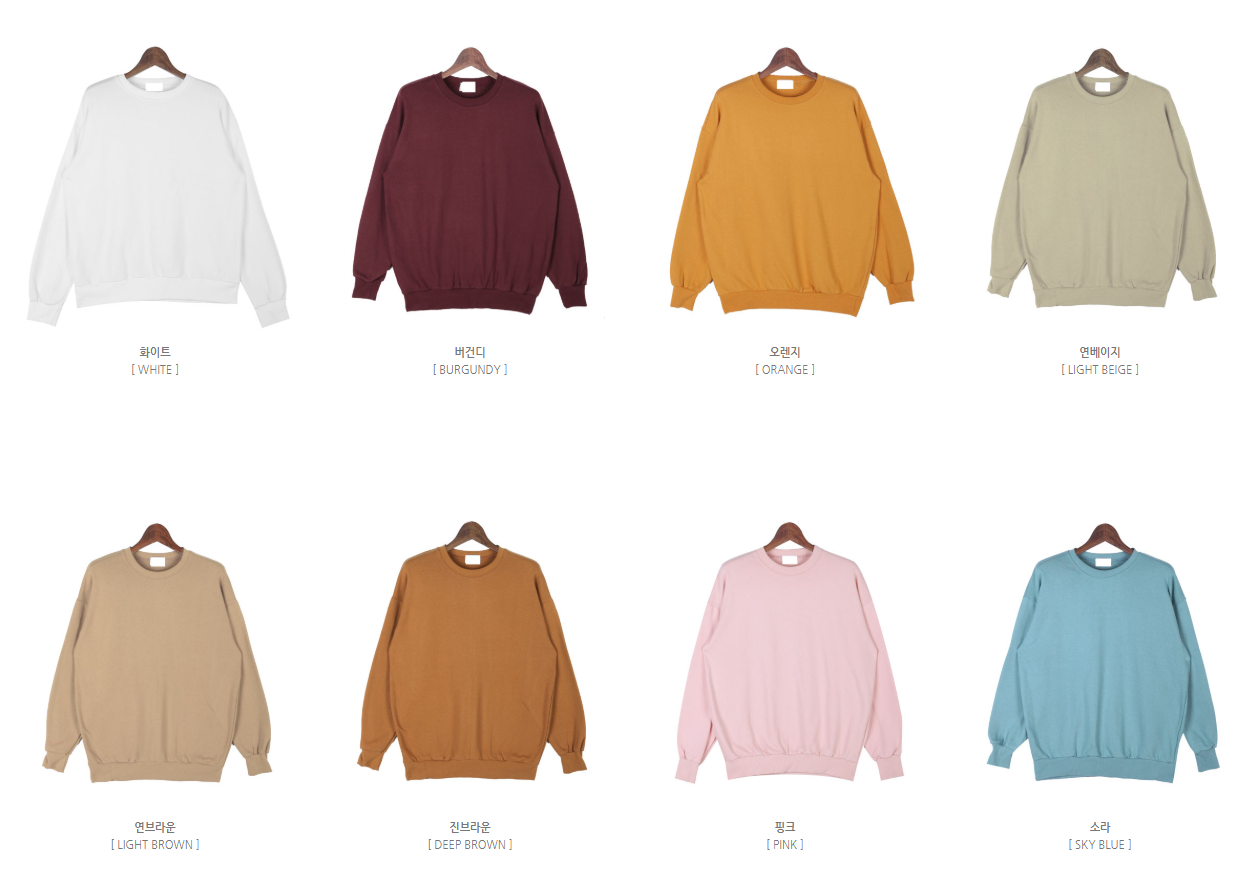 화이트
[ WHITE ]
버건디
[ BURGUNDY ]
오렌지
[ ORANGE ]
연베이지
[ LIGHT BEIGE ]
연브라운
[ LIGHT BROWN ]
진브라운
[ DEEP BROWN ]
핑크
[ PINK ]
소라
[ SKY BLUE ]